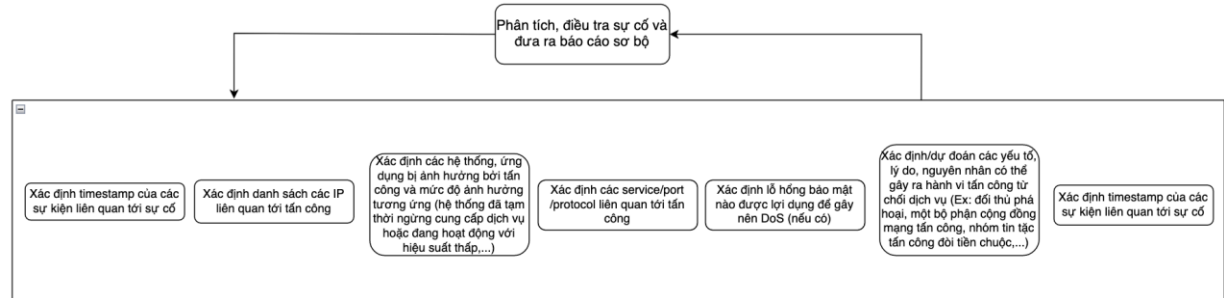 Phân tích, điều tra sự cố và
đưa ra báo cáo sơ bộ
Xác định timestamp của các
sự kiện liên quan tới sự cố
Xác định danh sách các IP
liên quan tới tấn công
Xác định các hệ thống, ứng
dụng bị ảnh hưởng bởi tấn
công và mức độ ảnh hưởng
tương ứng (hệ thống đã tạm
thời ngừng cung cấp dịch vụ
hoặc đang hoạt động với
hiệu suất thấp,...)
Xác định các service/port
/protocol liên quan tới tấn
công
Xác định lỗ hổng bảo mật
nào được lợi dụng để gây
nên DoS (nếu có)
Xác định/dự đoán các yếu tố,
lý do, nguyên nhân có thể
gây ra hành vi tấn công từ
chối dịch vụ (Ex: đối thủ phá
hoại, một bộ phận cộng đồng
mạng tấn công, nhóm tin tặc
tấn công đòi tiền chuộc,...)
Xác định timestamp của các
sự kiện liên quan tới sự cố